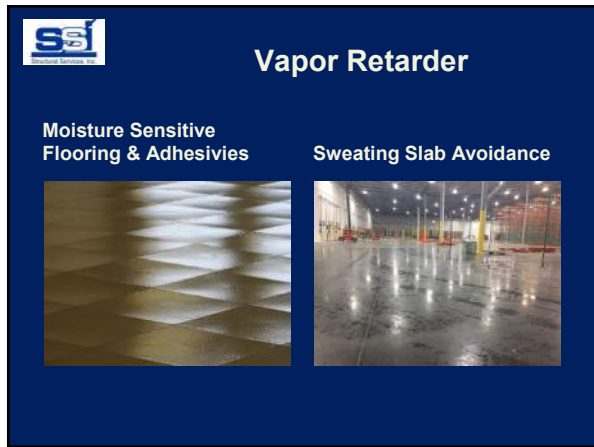 SSi
Structural Services, Inc.
Vapor Retarder
Moisture Sensitive
Flooring & Adhesivies
Sweating Slab Avoidance